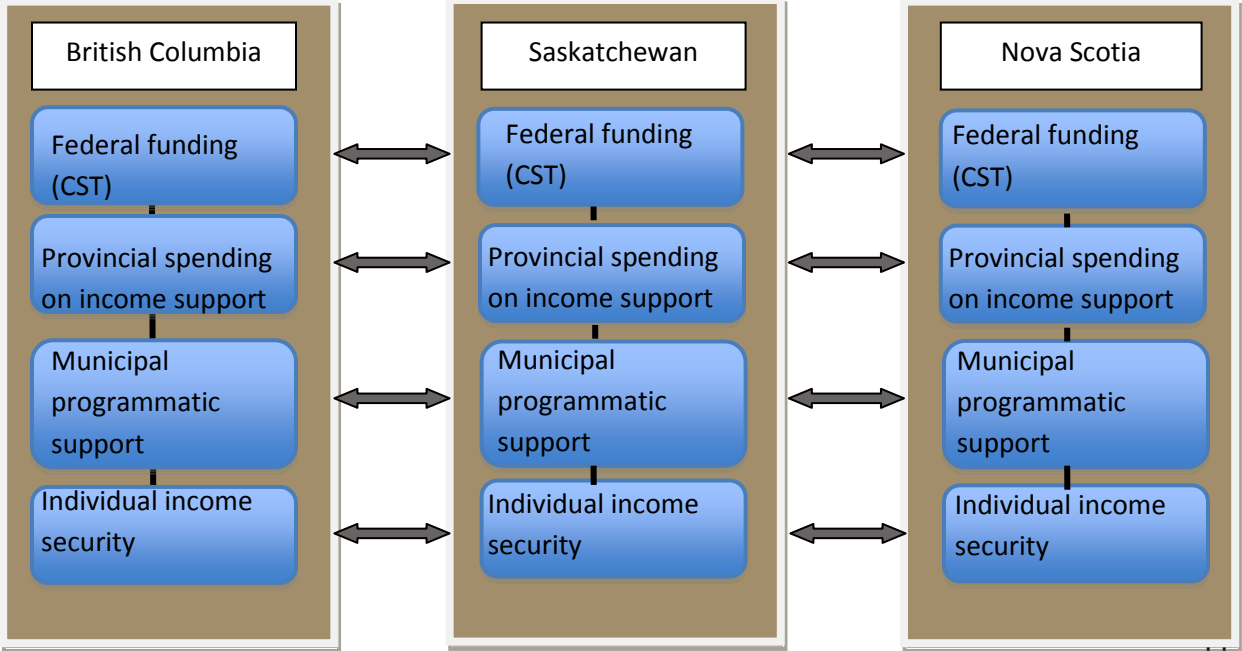 British Columbia
Federal funding
(CST)
Provincial spending
on income support
Municipal
programmatic
support
Individual income
security
Saskatchewan
Federal funding
(CST)
Provincial spending
on income support
Municipal
programmatic
support
Individual income
security
Nova Scotia
Federal funding
(CST)
Provincial spending
on income support
Municipal
programmatic
support
Individual income
security